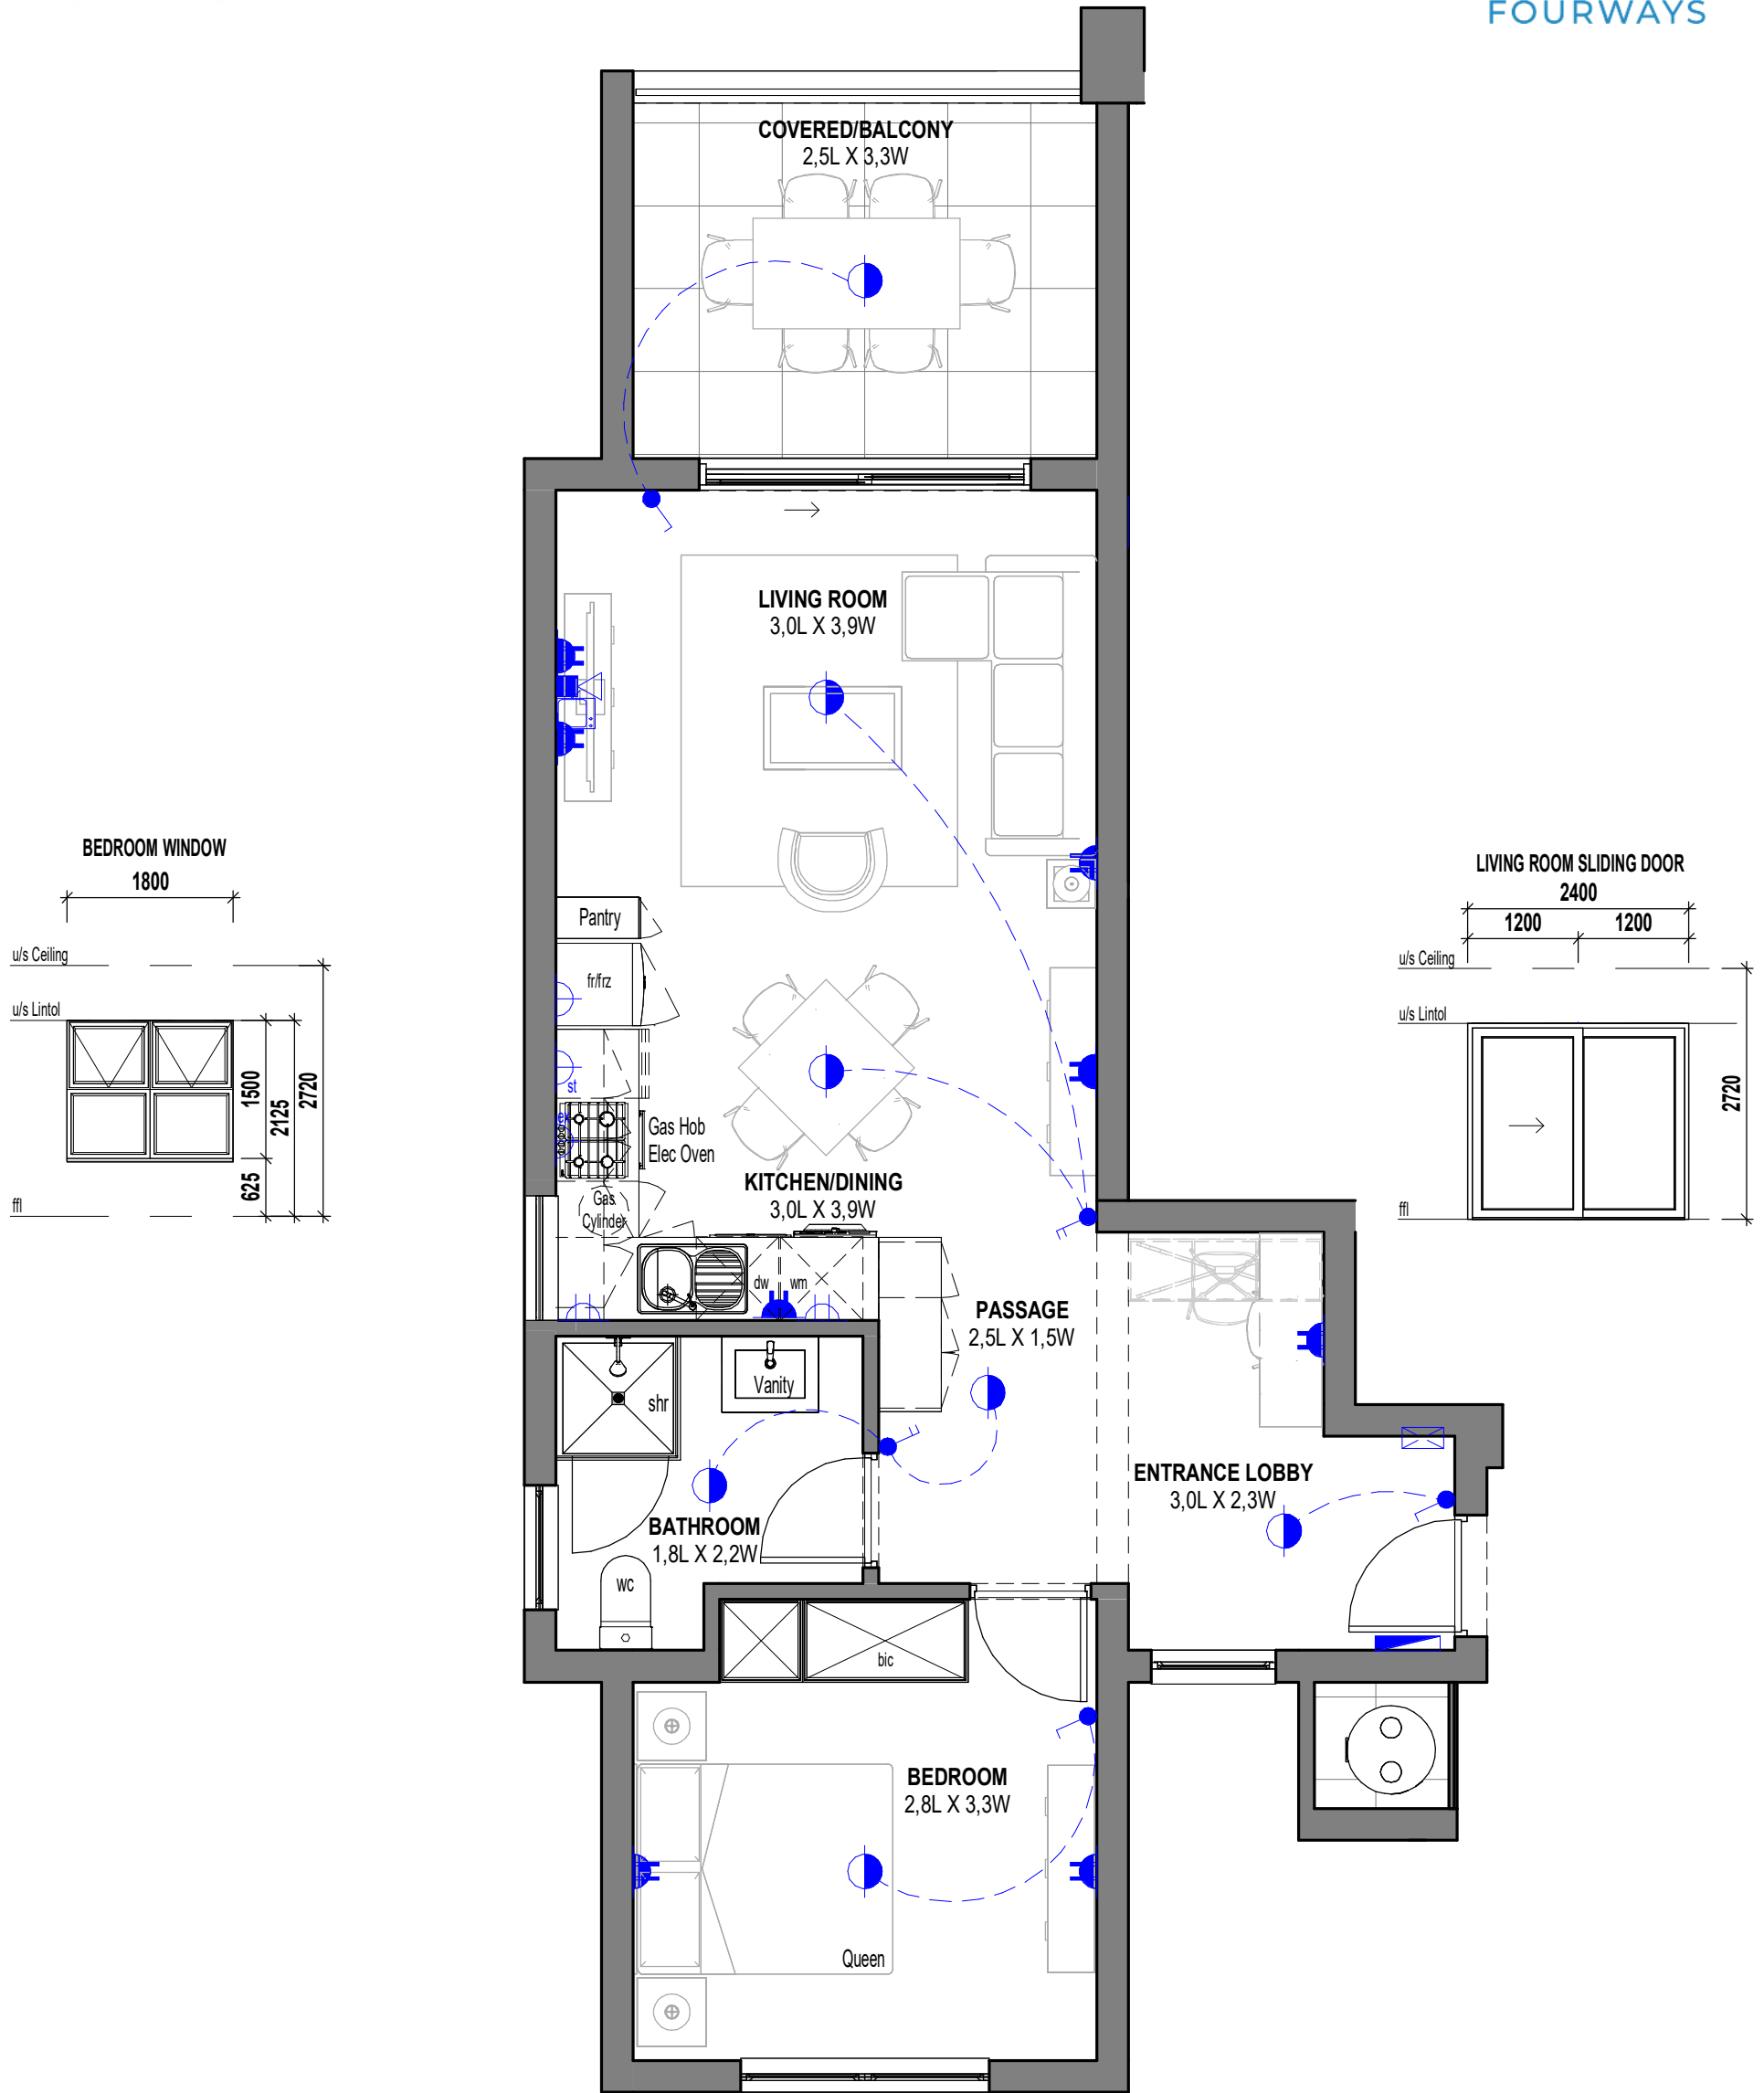 FOURWAYS
COVERED/BALCONY
2,5L X 3,3W
LIVING ROOM
3,0L X 3,9W
BEDROOM WINDOW
1800
u/s Ceiling
u/s Lintol
1500
2125
2720
625
ffl
LIVING ROOM SLIDING DOOR
2400
1200
1200
u/s Ceiling
u/s Lintol
2720
ffl
Pantry
fr/frz
st
Gas Hob
Elec Oven
Gas
Cylinder
KITCHEN/DINING
3,0L X 3,9W
dw
wm
PASSAGE
2,5L X 1,5W
shr
Vanity
ENTRANCE LOBBY
3,0L X 2,3W
BATHROOM
1,8L X 2,2W
wc
bic
BEDROOM
2,8L X 3,3W
Queen